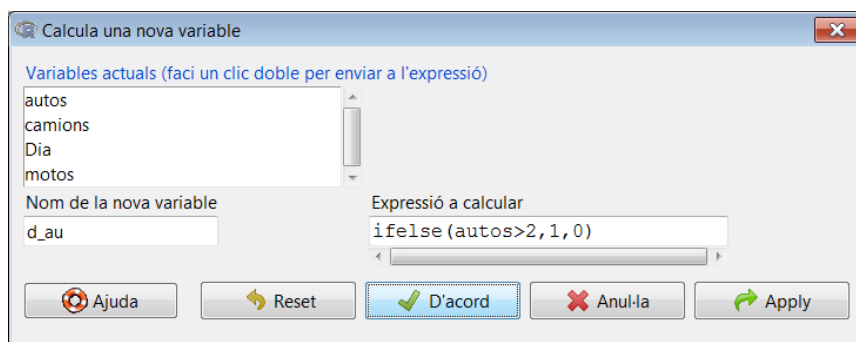 Calcula una nova variable
Variables actuals (faci un clic doble per enviar a l'expressió)
autos
camions
Dia
motos
Nom de la nova variable
Expressió a calcular
d_au
ifelse(autos>2,1,0)
Ajuda
Reset
D'acord
Anul·la
Apply